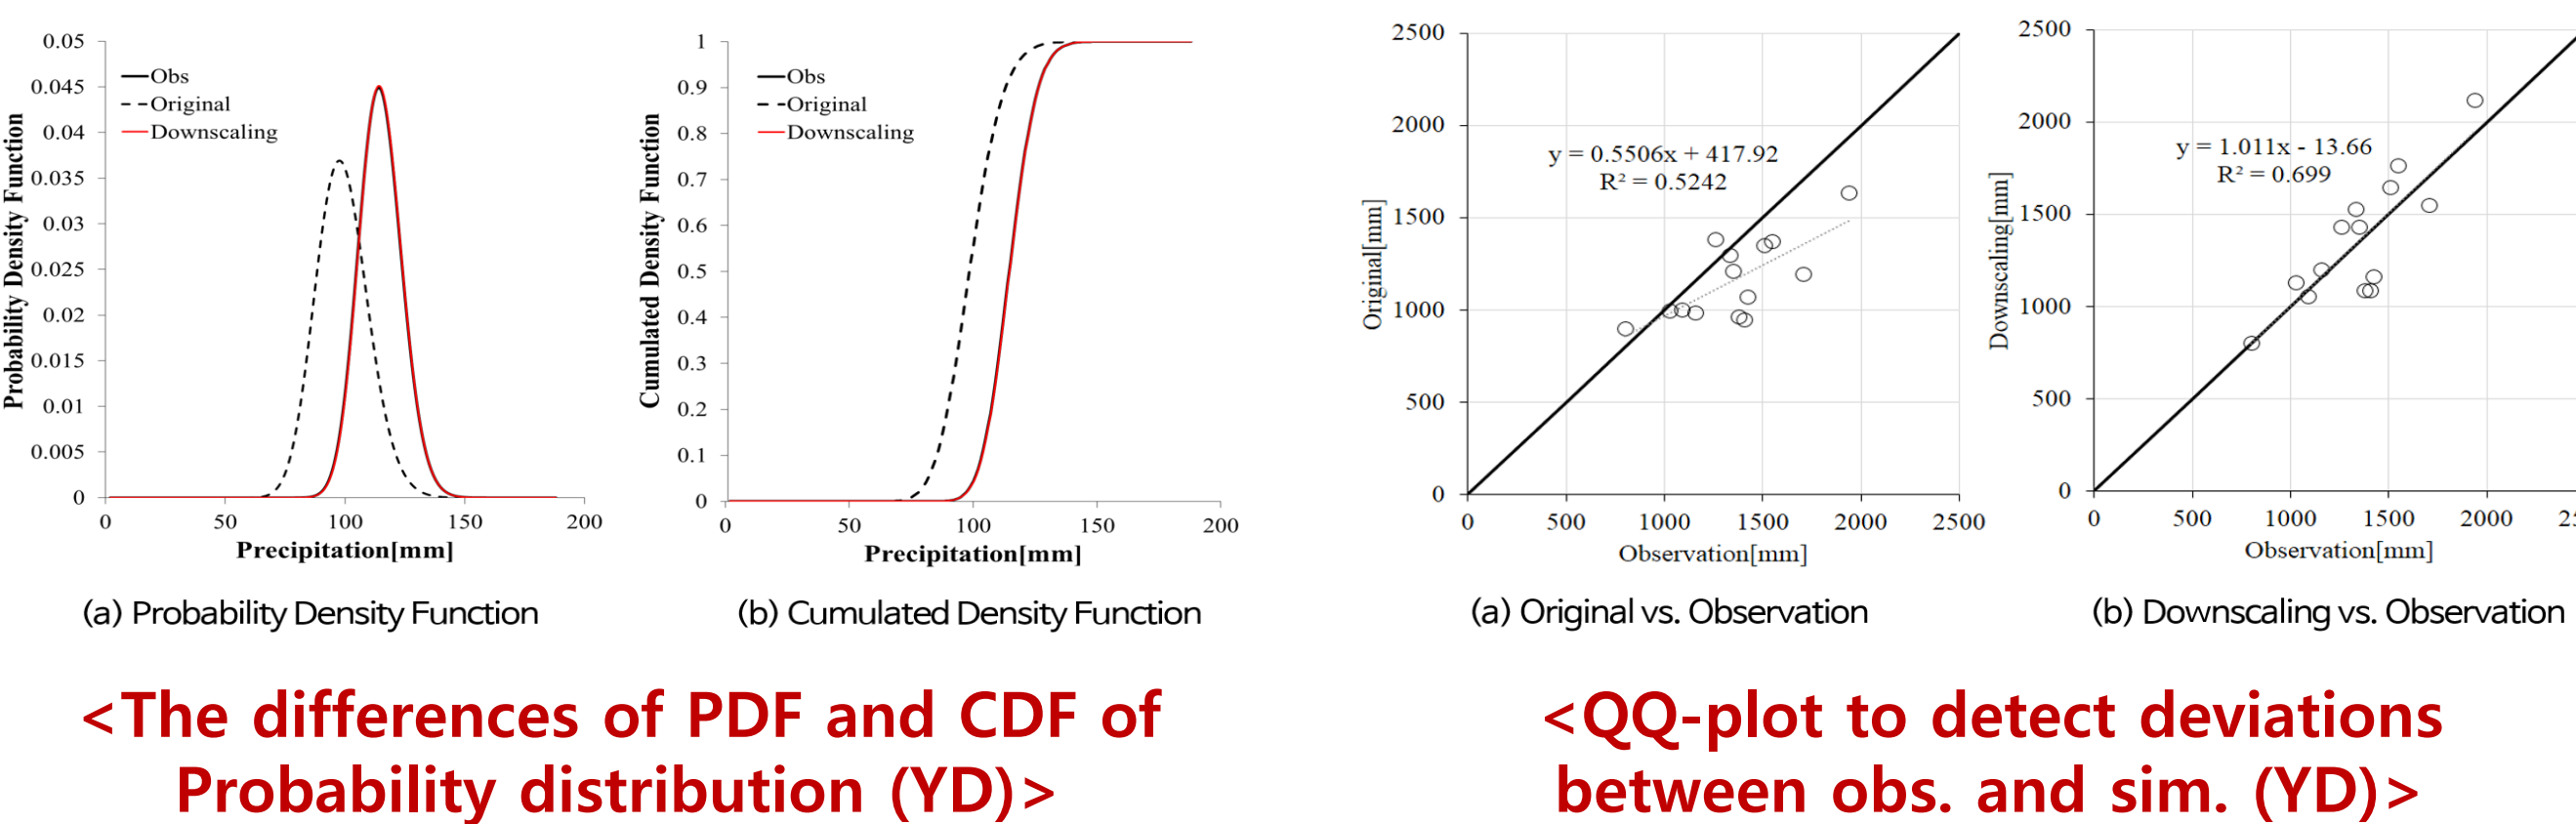 0.05
0.045
0.04
0.035
0.03
0.025
0.02
0.015
0.01
0.005
0
Probability Density Function
Obs
Original
Downscaling
0 50 100 150 200
Precipitation[mm]
(a) Probability Density Function
1
0.9
0.8
0.7
0.6
0.5
0.4
0.3
0.2
0.1
0
Cumulated Density Function
Obs
Original
Downscaling
0 50 100 150 200
Precipitation[mm]
(b) Cumulated Density Function
<The differences of PDF and CDF of
Probability distribution (YD)>
2500
2000
1500
1000
500
0
Original[mm]
y = 0.5506x + 417.92
R² = 0.5242
0 500 1000 1500 2000 2500
Observation[mm]
(a) Original vs. Observation
2500
2000
1500
1000
500
0
Downscaling[mm]
y = 1.011x - 13.66
R² = 0.699
0 500 1000 1500 2000
Observation[mm]
(b) Downscaling vs. Observation
<QQ-plot to detect deviations
between obs. and sim. (YD)>